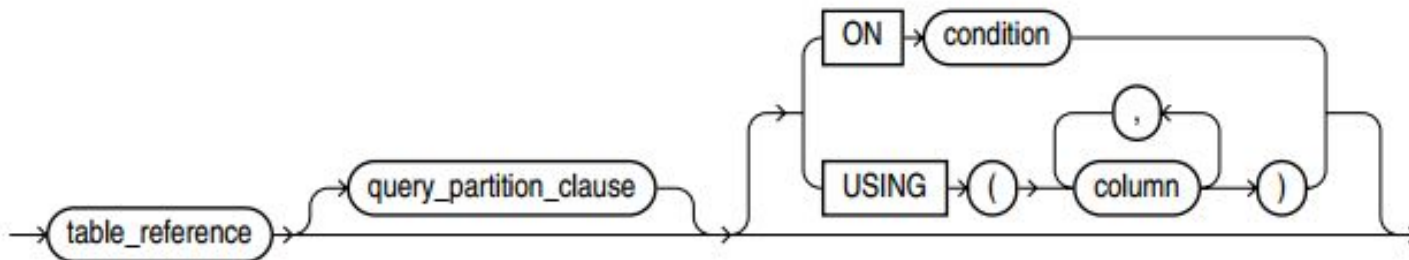 ON condition
,
query_partition_clause USING ( column )
table_reference